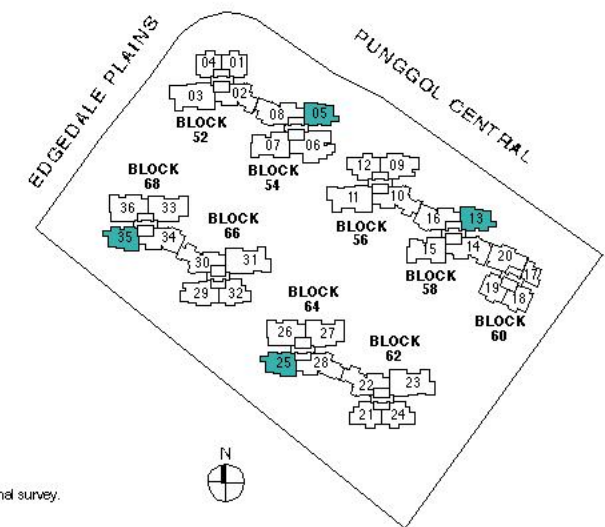 EDGEDALE PLAINS
PUNGGOL CENTRAL
04 01
03 02
BLOCK
52
08 05
07 06
BLOCK
54
12 09
11 10
BLOCK
56
16 13
15 14
BLOCK
58
20 17
19 18
BLOCK
60
BLOCK
68
36 33
35 34
BLOCK
66
30 31
29 32
BLOCK
64
26 27
25 28
BLOCK
62
22 23
21 24
N
nal survey.